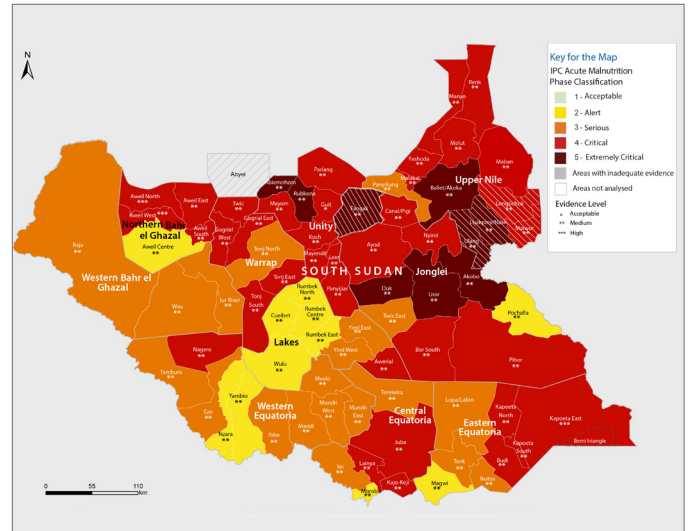 N
Key for the Map
IPC Acute Malnutrition
Phase Classification
1 - Acceptable
2 - Alert
3 - Serious
4 - Critical
5 - Extremely Critical
Areas with inadequate evidence
Areas not analysed
Evidence Level
* Acceptable
** Medium
*** High
Renk
**
Manyo
**
Melut
**
Fashoda
**
Maban
**
Malakal
**
Upper Nile
Abyei
Abiemnhom
**
Pariang
**
Rubkona
**
Panyikang
**
Baliet/Akoka
**
Longochuk
**
Aweil North
***
Aweil East
**
Twic
**
Mayom
**
Guit
**
Fangak
**
Canal/Pigi
**
Luakpiny/Nasir
**
Maiwut
**
Aweil West
***
Northern Bahr
el Ghazal
Aweil South
**
Gogrial East
**
Gogrial West
**
Unity
Koch
**
Nyirol
**
Ulang
**
Aweil Centre
**
Tonj North
**
Mayendit
**
Leer
**
Ayod
**
Raja
**
Warrap
SOUTH SUDAN
Jonglei
Akobo
**
Western Bahr el
Ghazal
Tonj East
**
Panyijiar
**
Duk
**
Uror
**
Rumbek North
**
Wau
**
Jur River
**
Tonj South
**
Cueibet
**
Rumbek Centre
**
Twic East
**
Pochalla
**
Lakes
Rumbek East
**
Yirol East
**
Nagero
**
Wulu
**
Yirol West
**
Awerial
**
Bor South
**
Pibor
**
Tambura
**
Mvolo
**
Terekeka
**
Lopa/Lafon
**
Yambio
**
Western
Equatoria
Mundri West
**
Mundri East
**
Central
Equatoria
Kapoeta North
**
Kapoeta East
***
Ezo
**
Ibba
**
Maridi
**
Juba
**
Eastern
Equatoria
Kapoeta South
**
Ilemi triangle
Nzara
**
Yei
**
Lainya
**
Torit
**
Budi
**
Kajo-Keji
**
Magwi
**
Ikotos
**
Morobo
**
0 55 110
km